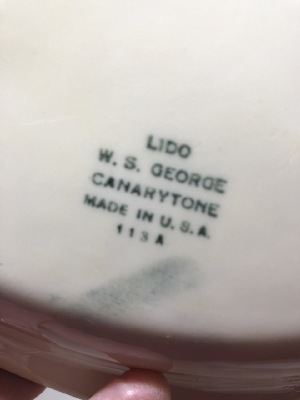 LIDO
W. S. GEORGE
CANARYTONE
MADE IN U. S. A.
113A